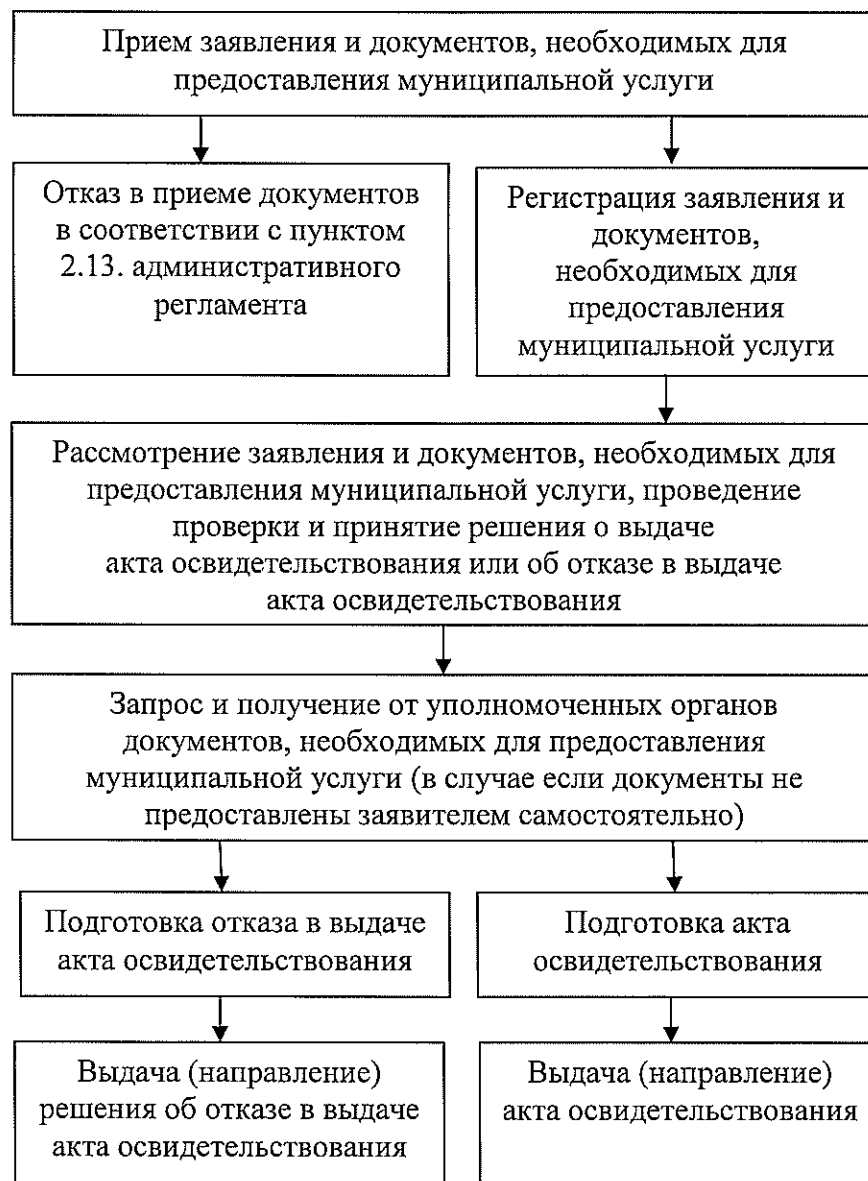 Прием заявления и документов, необходимых для
предоставления муниципальной услуги
Отказ в приеме документов
в соответствии с пунктом
2.13. административного
регламента
Регистрация заявления и
документов,
необходимых для
предоставления
муниципальной услуги
Рассмотрение заявления и документов, необходимых для
предоставления муниципальной услуги, проведение
проверки и принятие решения о выдаче
акта освидетельствования или об отказе в выдаче
акта освидетельствования
Запрос и получение от уполномоченных органов
документов, необходимых для предоставления
муниципальной услуги (в случае если документы не
предоставлены заявителем самостоятельно)
Подготовка отказа в выдаче
акта освидетельствования
Подготовка акта
освидетельствования
Выдача (направление)
решения об отказе в выдаче
акта освидетельствования
Выдача (направление)
акта освидетельствования